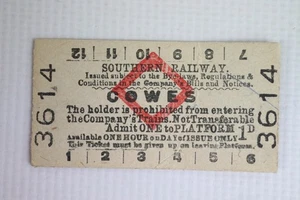 7 8 9 10 11 12
SOUTHERN RAILWAY.
Issued subject to the Bye-laws, Regulations &
Conditions in the Company's Bills and Notices.
COWES
The holder is prohibited from entering
the Company's Trains. Not Transferable
Admit ONE to PLATFORM 1D
Available ONE HOUR on DAY of ISSUE ONLY
This Ticket must be given up on leaving Platform.
1 2 3 4 5 6
3614
3614